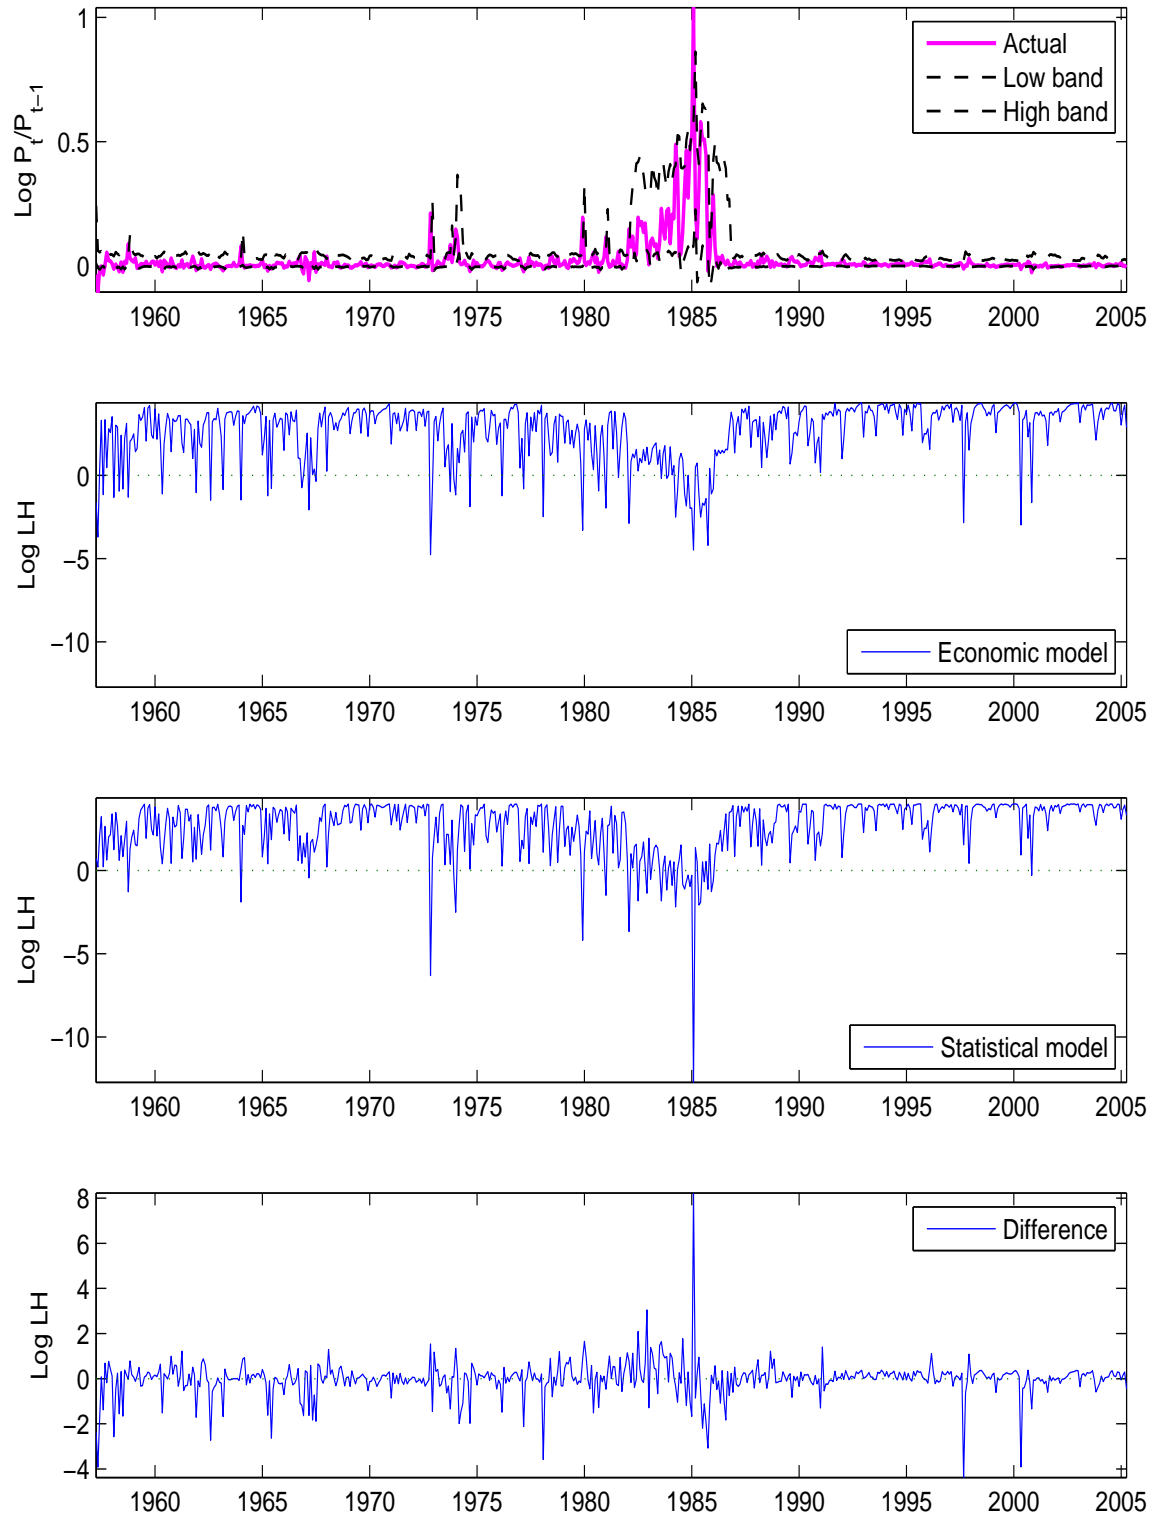 1
0.5
0
Log P_t/P_{t−1}
Actual
Low band
High band
1960 1965 1970 1975 1980 1985 1990 1995 2000 2005
0
−5
−10
Log LH
Economic model
1960 1965 1970 1975 1980 1985 1990 1995 2000 2005
0
−5
−10
Log LH
Statistical model
1960 1965 1970 1975 1980 1985 1990 1995 2000 2005
8
6
4
2
0
−2
−4
Log LH
Difference
1960 1965 1970 1975 1980 1985 1990 1995 2000 2005